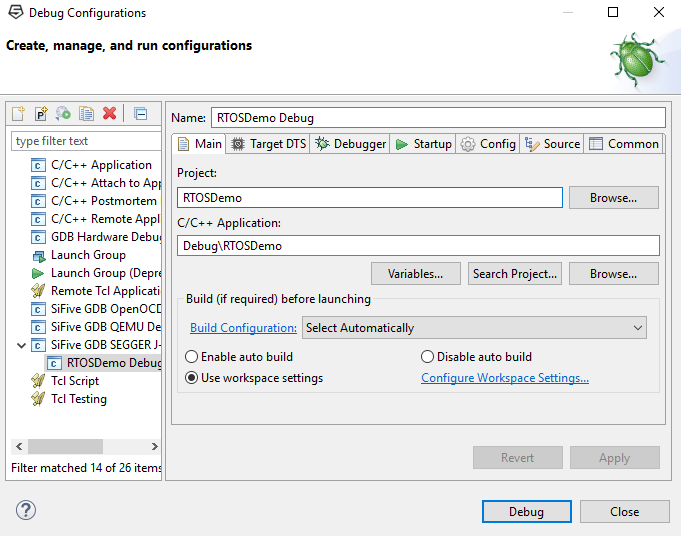 Debug Configurations
Create, manage, and run configurations
type filter text
C/C++ Application
C/C++ Attach to App
C/C++ Postmortem
C/C++ Remote Appl
GDB Hardware Debug
Launch Group
Launch Group (Depre
Remote Tcl Application
SiFive GDB OpenOCD
SiFive GDB QEMU De
SiFive GDB SEGGER J-
RTOSDemo Debug
Tcl Script
Tcl Testing
Filter matched 14 of 26 items
Name: RTOSDemo Debug
Main Target DTS Debugger Startup Config Source Common
Project:
RTOSDemo Browse...
C/C++ Application:
Debug\RTOSDemo
Variables... Search Project... Browse...
Build (if required) before launching
Build Configuration: Select Automatically
Enable auto build Disable auto build
Use workspace settings Configure Workspace Settings...
Revert Apply
? Debug Close